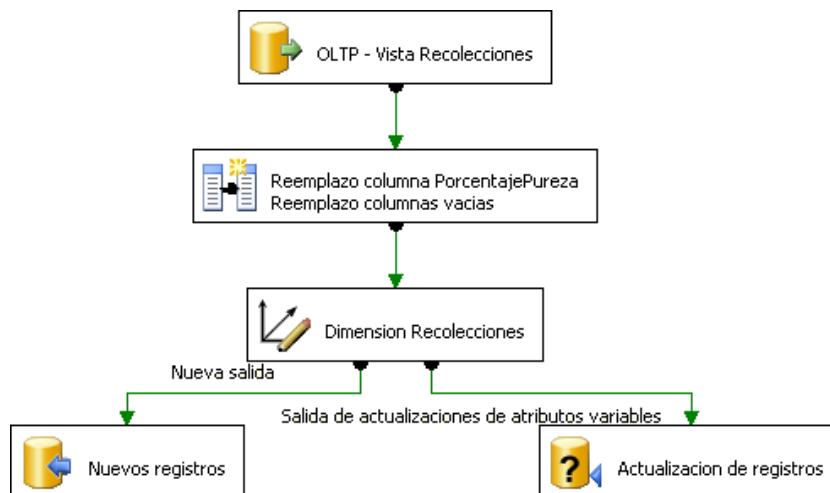 OLTP - Vista Recolecciones
Reemplazo columna PorcentajePureza
Reemplazo columnas vacias
Dimension Recolecciones
Nueva salida
Salida de actualizaciones de atributos variables
Nuevos registros
Actualizacion de registros